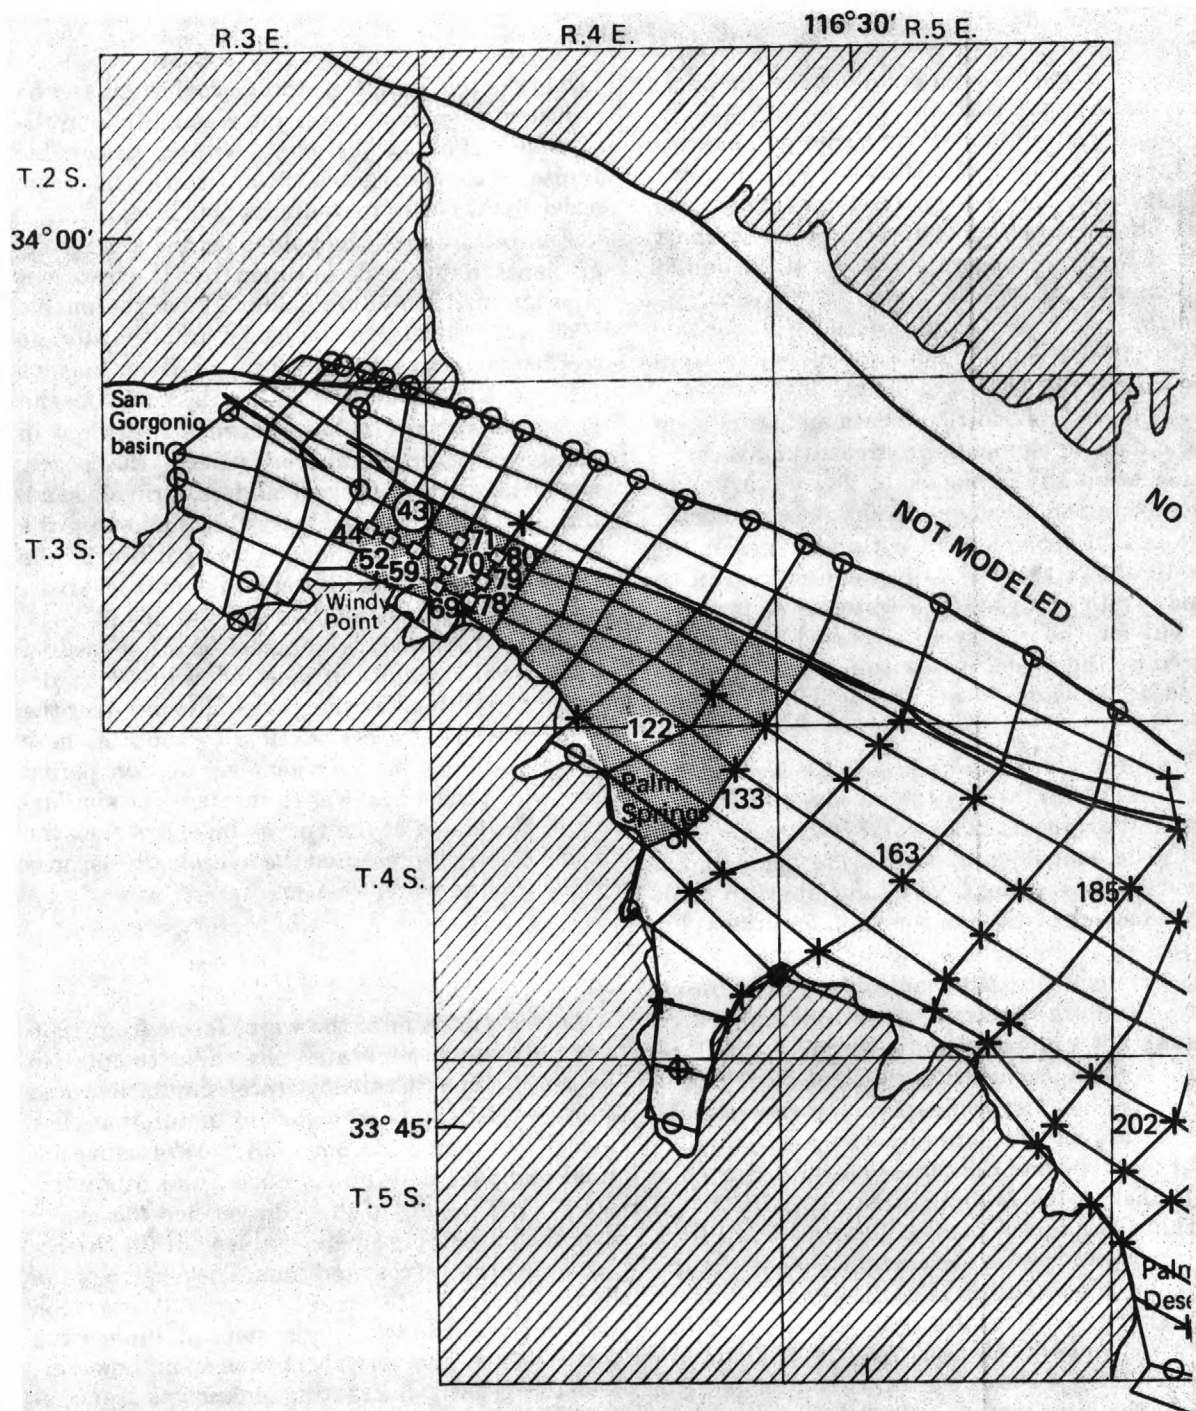 R.3 E.
R.4 E.
116°30′
R.5 E.
T.2 S.
34°00′
San
Gorgonio
basin
NO
NOT MODELED
43
44
71
80
T.3 S.
52
59
70
79
69
78
Windy
Point
122
Palm
Springs
133
163
T.4 S.
185
33°45′
202
T.5 S.
Palm
Dese